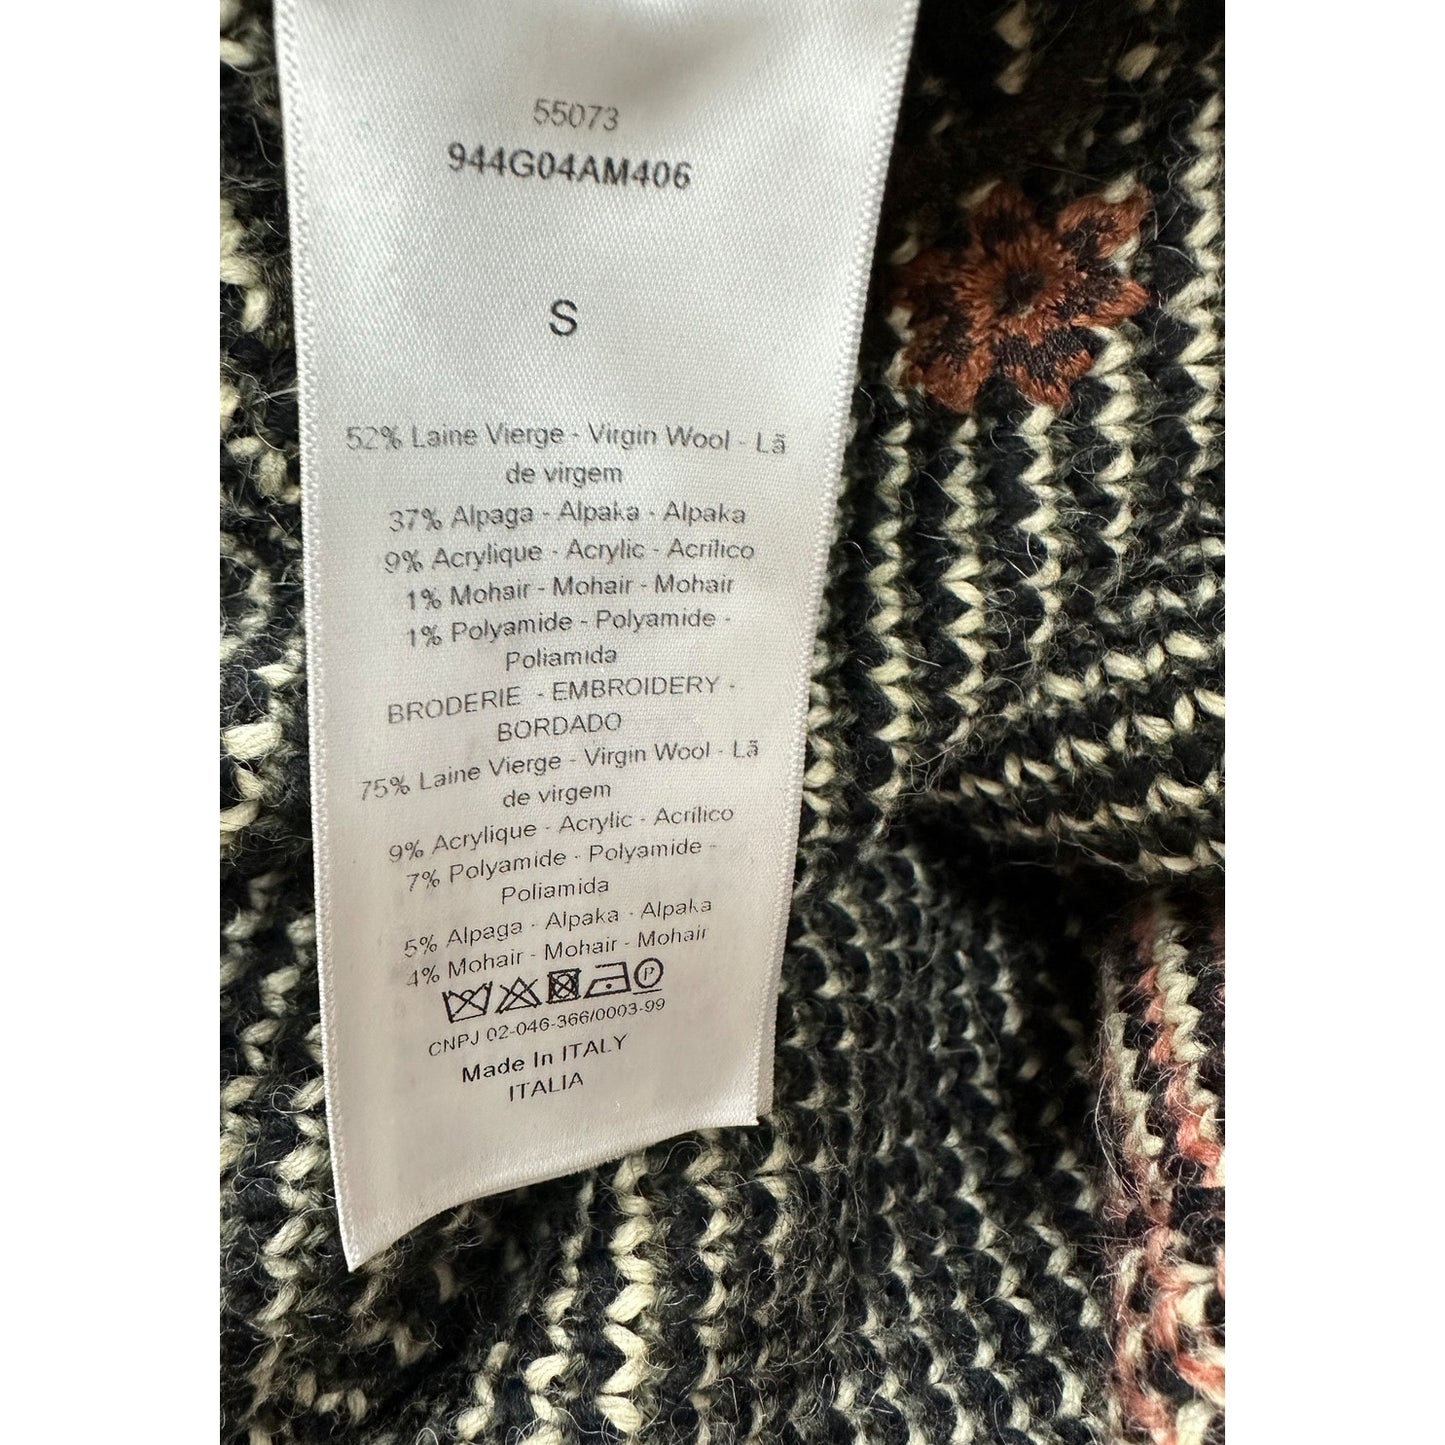 55073
944G04AM406
S
52% Laine Vierge - Virgin Wool - Lã
de virgem
37% Alpaga - Alpaka - Alpaka
9% Acrylique - Acrylic - Acrílico
1% Mohair - Mohair - Mohair
1% Polyamide - Polyamide -
Poliamida
BRODERIE - EMBROIDERY -
BORDADO
75% Laine Vierge - Virgin Wool - Lã
de virgem
9% Acrylique - Acrylic - Acrílico
7% Polyamide - Polyamide -
Poliamida
5% Alpaga - Alpaka - Alpaka
4% Mohair - Mohair - Mohair
P
CNPJ 02-046-366/0003-99
Made In ITALY
ITALIA